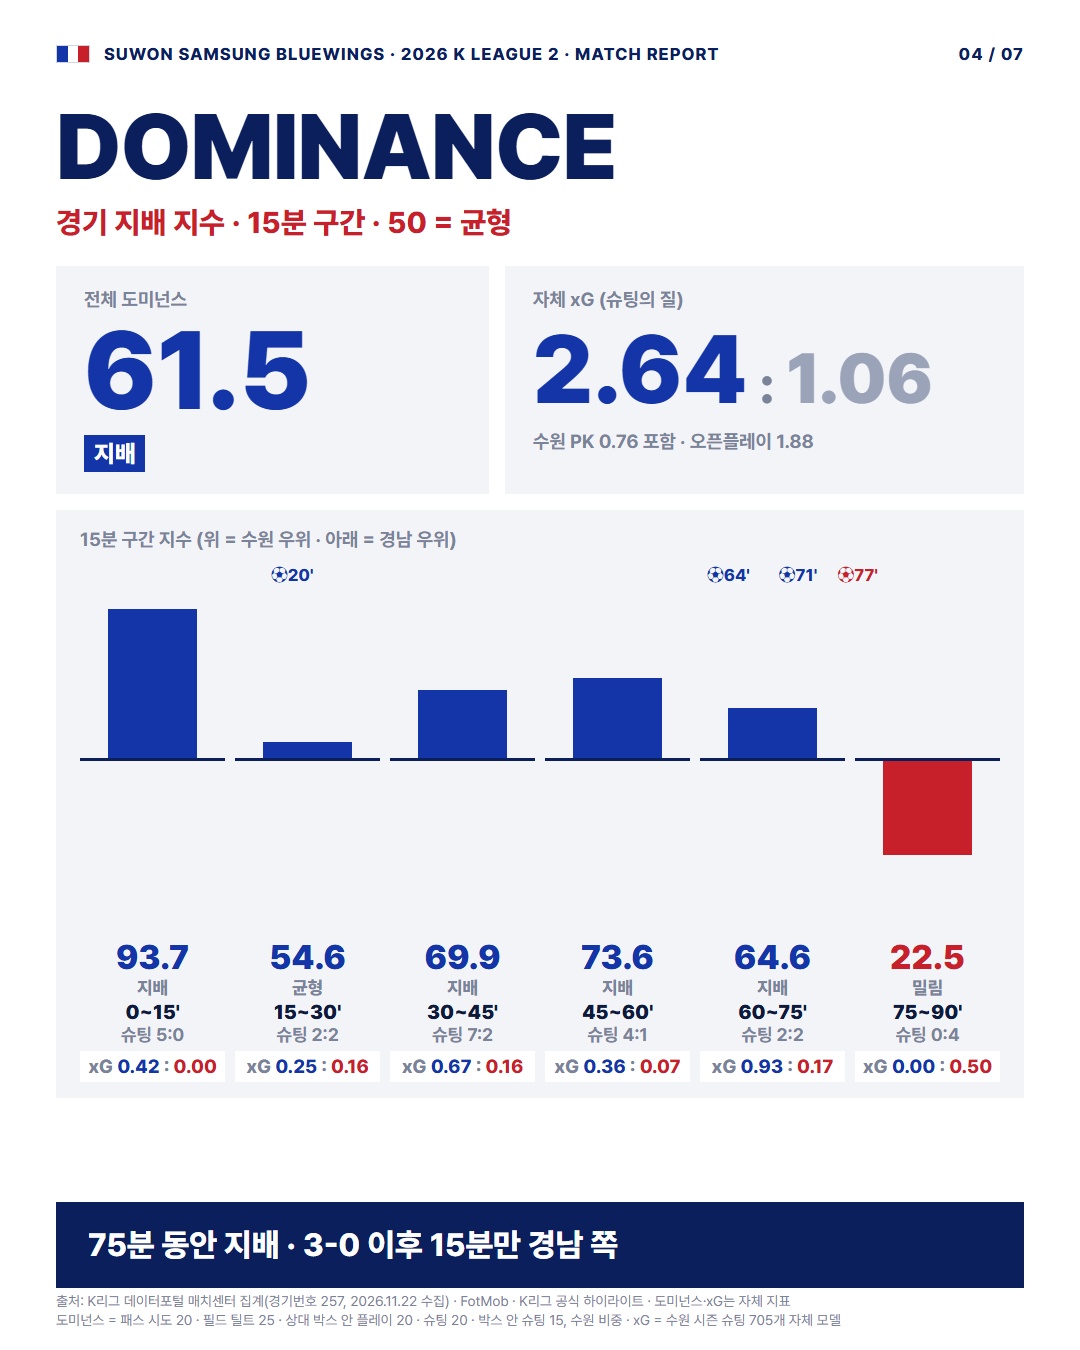 SUWON SAMSUNG BLUEWINGS · 2026 K LEAGUE 2 · MATCH REPORT
04 / 07
DOMINANCE
경기 지배 지수 · 15분 구간 · 50 = 균형
전체 도미넌스
61.5
지배
자체 xG (슈팅의 질)
2.64 : 1.06
수원 PK 0.76 포함 · 오픈플레이 1.88
15분 구간 지수 (위 = 수원 우위 · 아래 = 경남 우위)
⚽20' ⚽64' ⚽71' ⚽77'
93.7 54.6 69.9 73.6 64.6 22.5
지배 균형 지배 지배 지배 밀림
0~15' 15~30' 30~45' 45~60' 60~75' 75~90'
슈팅 5:0 슈팅 2:2 슈팅 7:2 슈팅 4:1 슈팅 2:2 슈팅 0:4
xG 0.42 : 0.00 xG 0.25 : 0.16 xG 0.67 : 0.16 xG 0.36 : 0.07 xG 0.93 : 0.17 xG 0.00 : 0.50
75분 동안 지배 · 3-0 이후 15분만 경남 쪽
출처: K리그 데이터포털 매치센터 집계(경기번호 257, 2026.11.22 수집) · FotMob · K리그 공식 하이라이트 · 도미넌스·xG는 자체 지표
도미넌스 = 패스 시도 20 · 필드 틸트 25 · 상대 박스 안 플레이 20 · 슈팅 20 · 박스 안 슈팅 15, 수원 비중 · xG = 수원 시즌 슈팅 705개 자체 모델